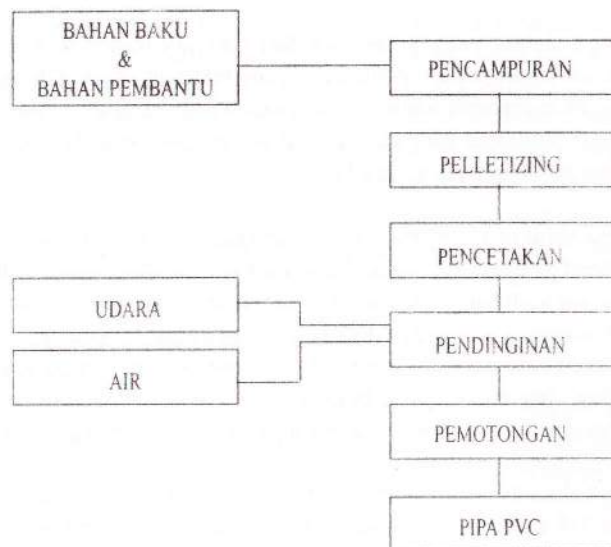 BAHAN BAKU
&
BAHAN PEMBANTU
PENCAMPURAN
PELLETIZING
PENCETAKAN
UDARA
PENDINGINAN
AIR
PEMOTONGAN
PIPA PVC